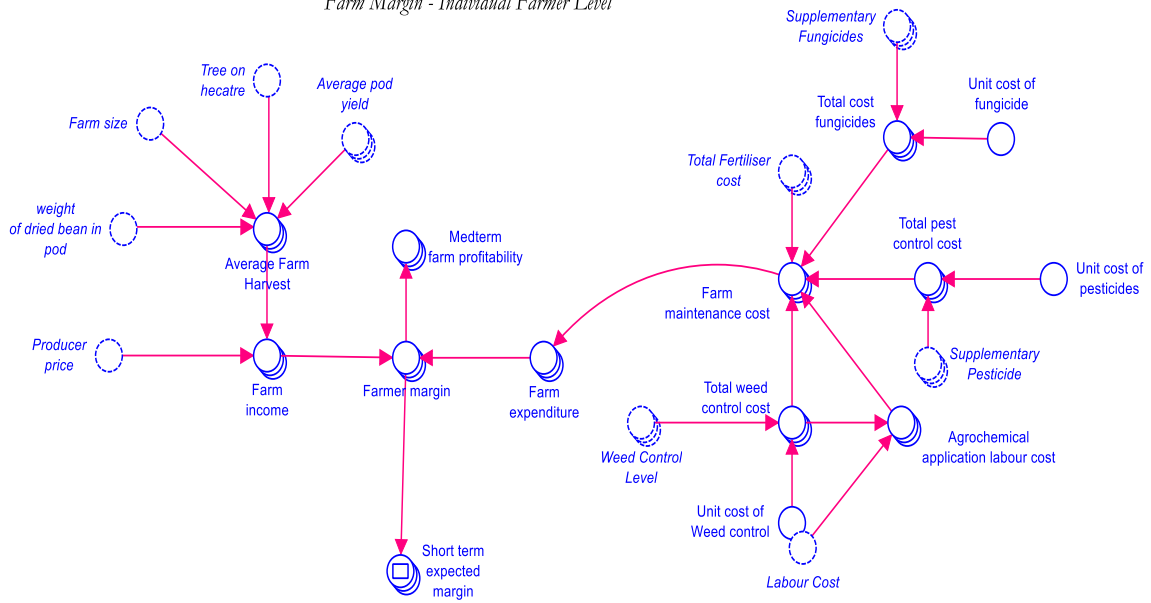 Farm Margin - Individual Farmer Level
Supplementary
Fungicides
Tree on
hecatre
Average pod
yield
Unit cost of
fungicide
Total cost
fungicides
Farm size
Total Fertiliser
cost
weight
of dried bean in
pod
Total pest
control cost
Medterm
farm profitability
Average Farm
Harvest
Unit cost of
pesticides
Farm
maintenance cost
Producer
price
Supplementary
Pesticide
Farm
income
Farmer margin
Farm
expenditure
Total weed
control cost
Agrochemical
application labour cost
Weed Control
Level
Unit cost of
Weed control
Short term
expected
margin
Labour Cost